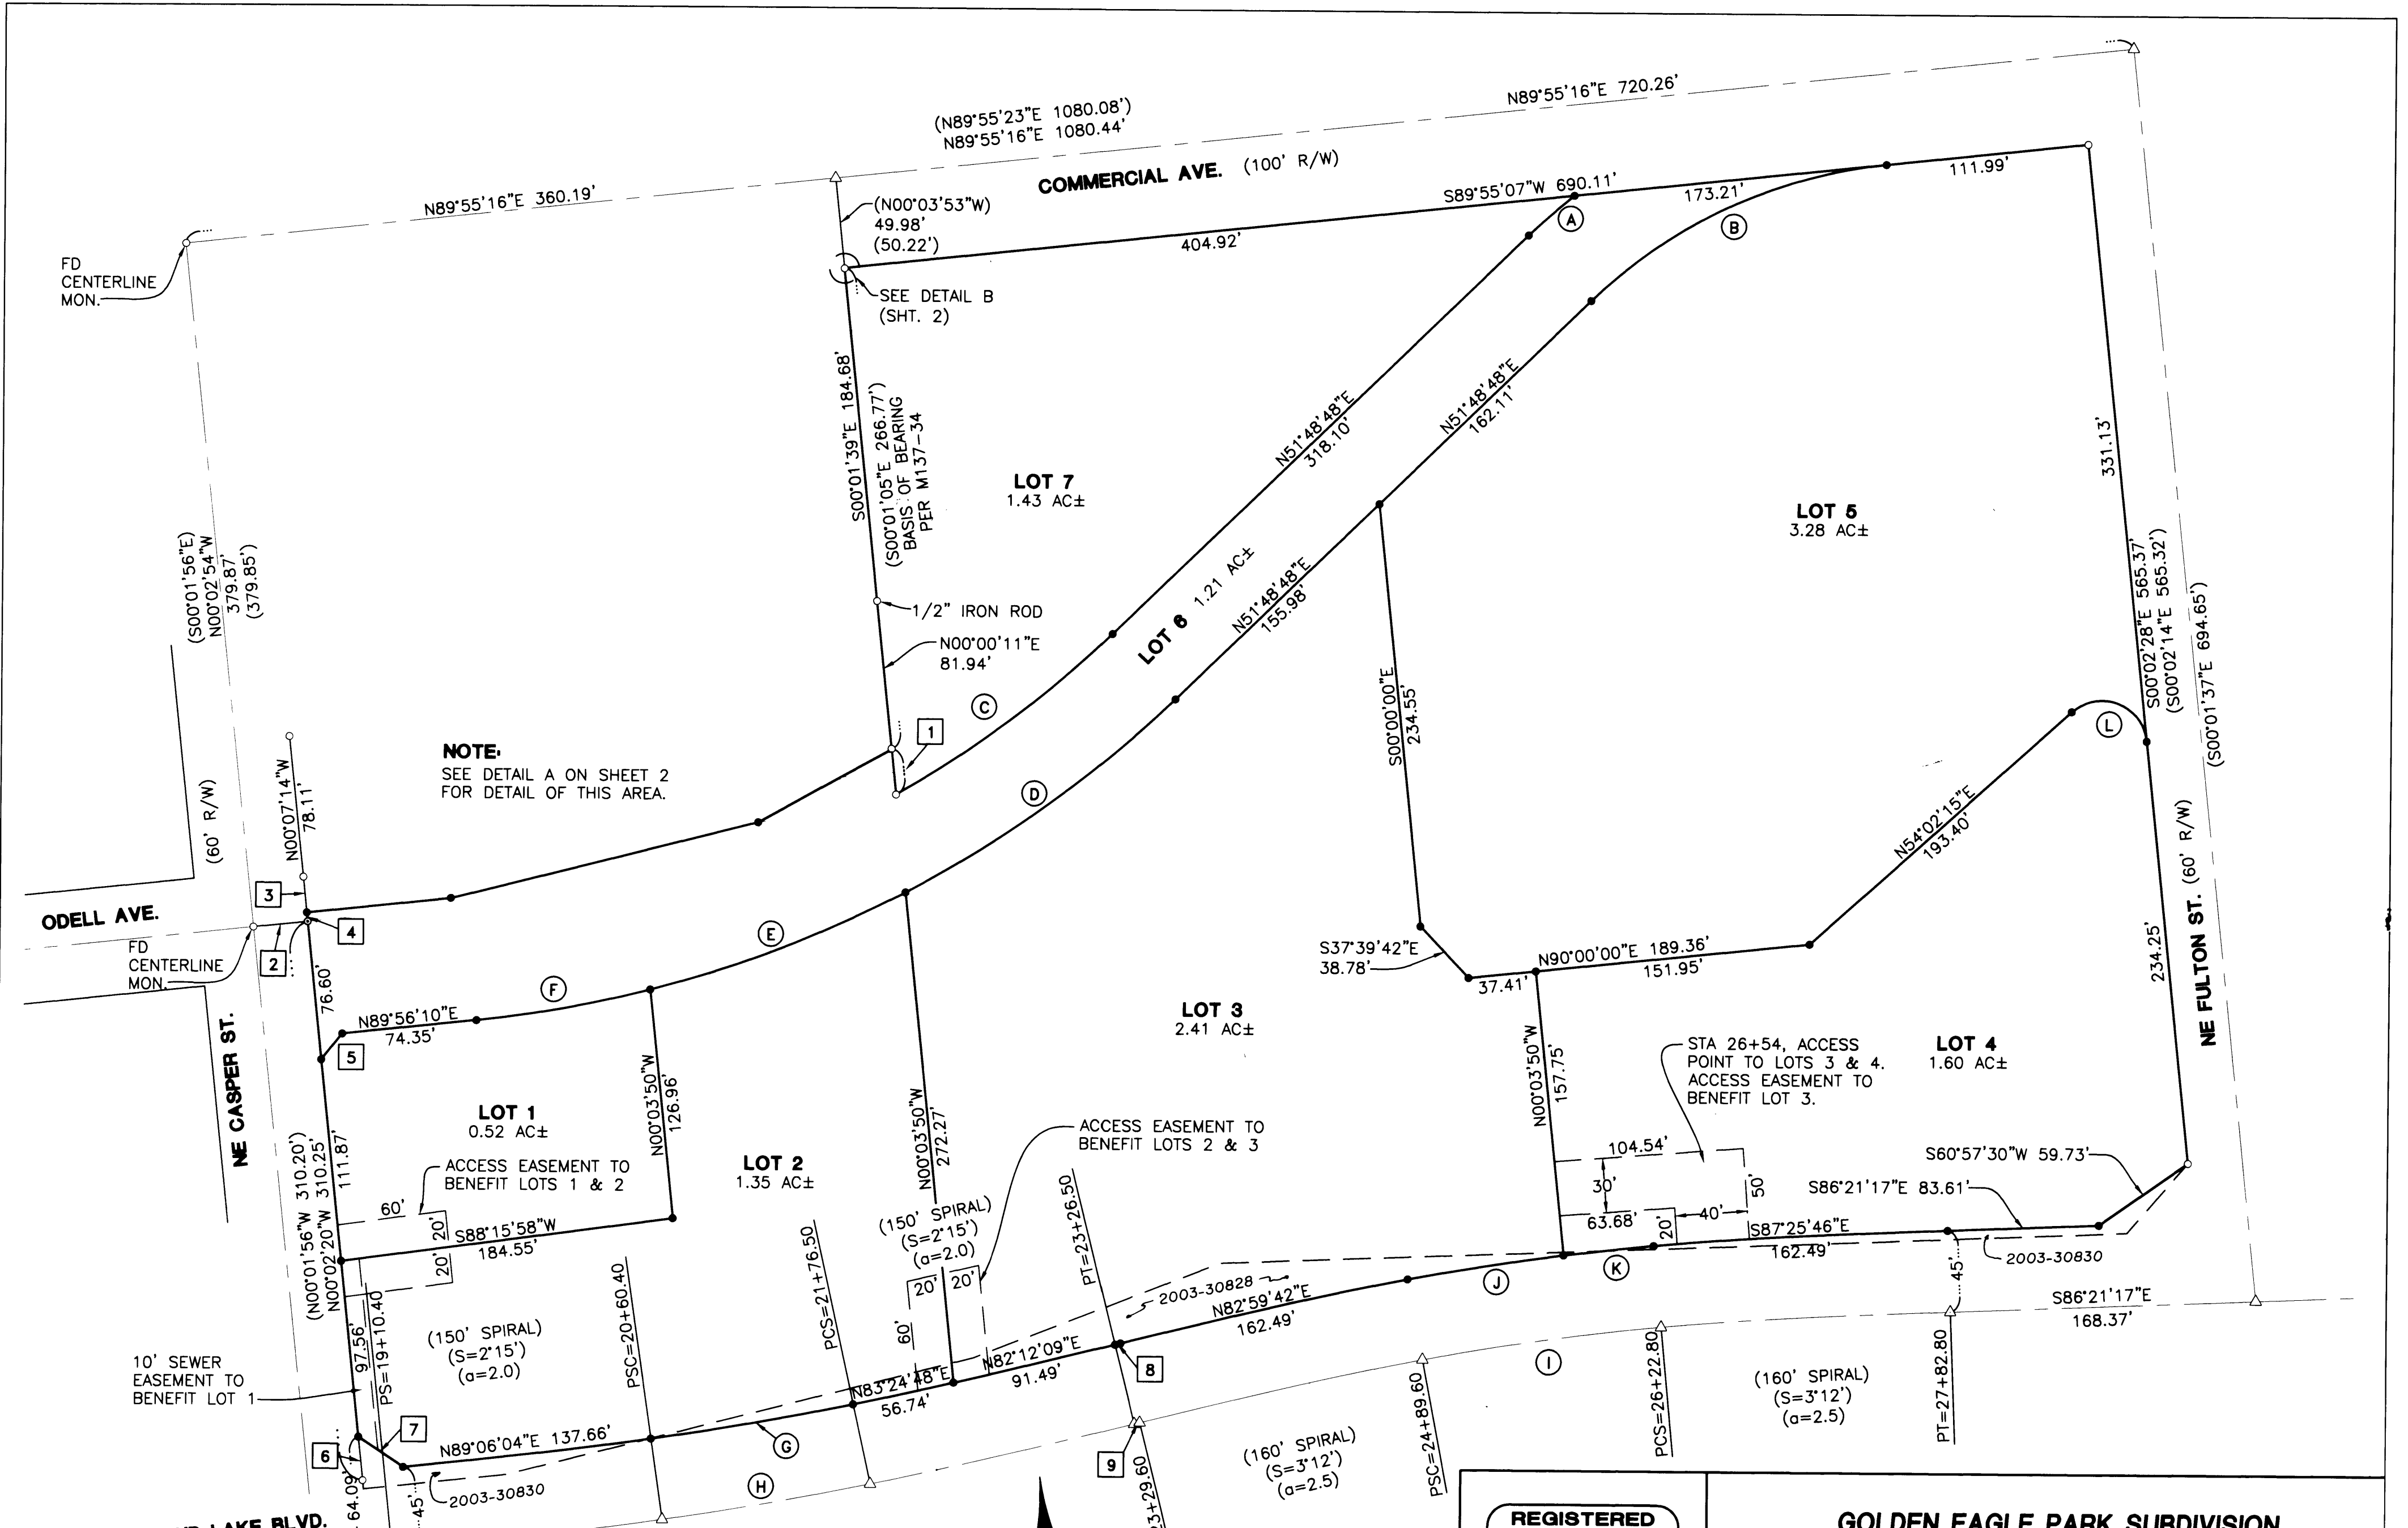 N89°55'16"E 720.26'
(N89°55'23"E 1080.08')
N89°55'16"E 1080.44'
COMMERCIAL AVE. (100' R/W)
N89°55'16"E 360.19'
(N00°03'53"W)
49.98'
(50.22')
S89°55'07"W 690.11'
A
173.21'
B
111.99'
404.92'
FD
CENTERLINE
MON.
SEE DETAIL B
(SHT. 2)
S00°01'39"E 184.68'
(S00°01'05"E 266.77')
BASIS OF BEARING
PER M137-34
N51°48'48"E
318.10'
N51°48'48"E
162.11'
331.13'
LOT 7
1.43 AC±
LOT 5
3.28 AC±
(S00°01'56"E)
N00°02'54"W
379.87'
(379.85')
1/2" IRON ROD
N00°00'11"E
81.94'
LOT 6 1.21 AC±
N51°48'48"E
155.98'
S00°02'28"E 565.37'
(S00°02'14"E 565.32')
(S00°01'37"E 694.65')
S00°00'00"E
234.55'
C
1
L
NOTE:
SEE DETAIL A ON SHEET 2
FOR DETAIL OF THIS AREA.
D
N00°07'14"W
78.11'
(60' R/W)
N54°02'15"E
193.40'
NE FULTON ST. (60' R/W)
3
ODELL AVE.
4
2
FD
CENTERLINE
MON.
E
S37°39'42"E
38.78'
N90°00'00"E 189.36'
37.41'
151.95'
234.25'
76.60'
F
N89°56'10"E
74.35'
5
LOT 3
2.41 AC±
STA 26+54, ACCESS
POINT TO LOTS 3 & 4.
ACCESS EASEMENT TO
BENEFIT LOT 3.
LOT 4
1.60 AC±
NE CASPER ST.
N00°03'50"W
126.96'
N00°03'50"W
272.27'
N00°03'50"W
157.75'
LOT 1
0.52 AC±
ACCESS EASEMENT TO
BENEFIT LOTS 1 & 2
LOT 2
1.35 AC±
ACCESS EASEMENT TO
BENEFIT LOTS 2 & 3
(N00°01'56"W 310.20')
N00°02'20"W 310.25'
111.87'
104.54'
30'
50'
S60°57'30"W 59.73'
S86°21'17"E 83.61'
60'
20'
S88°15'58"W
184.55'
20'
63.68'
20'
40'
S87°25'46"E
162.49'
2003-30830
(150' SPIRAL)
(S=2°15')
(a=2.0)
PCS=21+76.50
PT=23+26.50
PSC=20+60.40
20'
20'
60'
2003-30828
N82°59'42"E
162.49'
J
K
45'
S86°21'17"E
168.37'
10' SEWER
EASEMENT TO
BENEFIT LOT 1
97.56'
PS=19+10.40
(150' SPIRAL)
(S=2°15')
(a=2.0)
N83°24'48"E
56.74'
N82°12'09"E
91.49'
8
I
PCS=26+22.80
PT=27+82.80
(160' SPIRAL)
(S=3°12')
(a=2.5)
6
7
N89°06'04"E 137.66'
G
9
(160' SPIRAL)
(S=3°12')
(a=2.5)
PSC=24+89.60
64.09'
45'
2003-30830
H
23+29.60
LAKE BLVD.
REGISTERED
GOLDEN EAGLE PARK SUBDIVISION